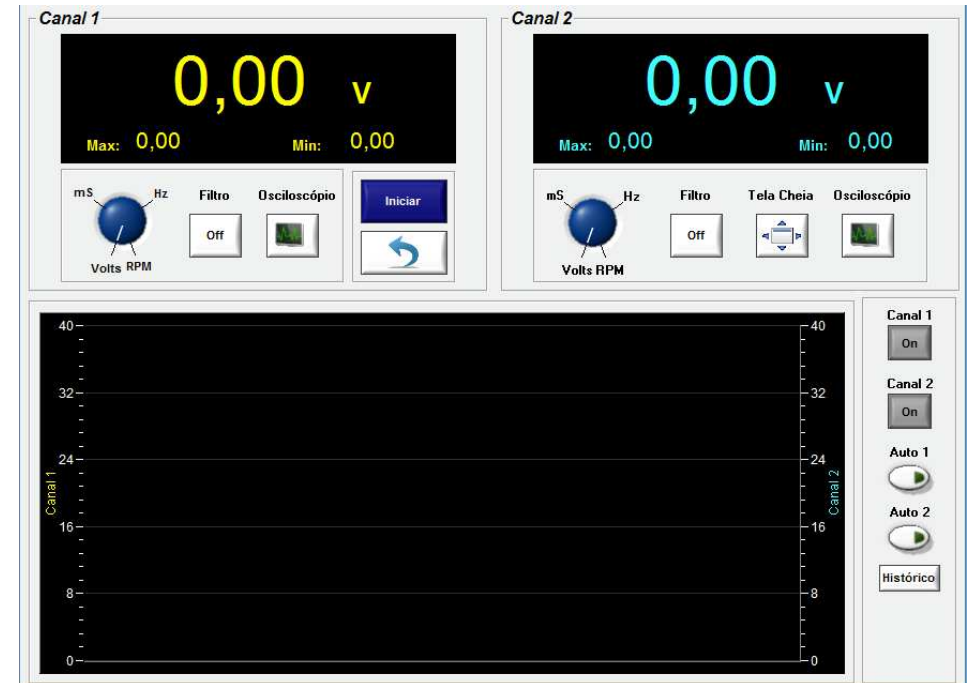 Canal 1
0,00 v
Max: 0,00 Min: 0,00
mS Hz
Volts RPM
Filtro
Off
Osciloscópio
Iniciar
Canal 2
0,00 v
Max: 0,00 Min: 0,00
mS Hz
Volts RPM
Filtro
Off
Tela Cheia
Osciloscópio
40 40
32 32
24 24
16 16
8 8
0 0
Canal 1
Canal 2
Canal 1
On
Canal 2
On
Auto 1
Auto 2
Histórico